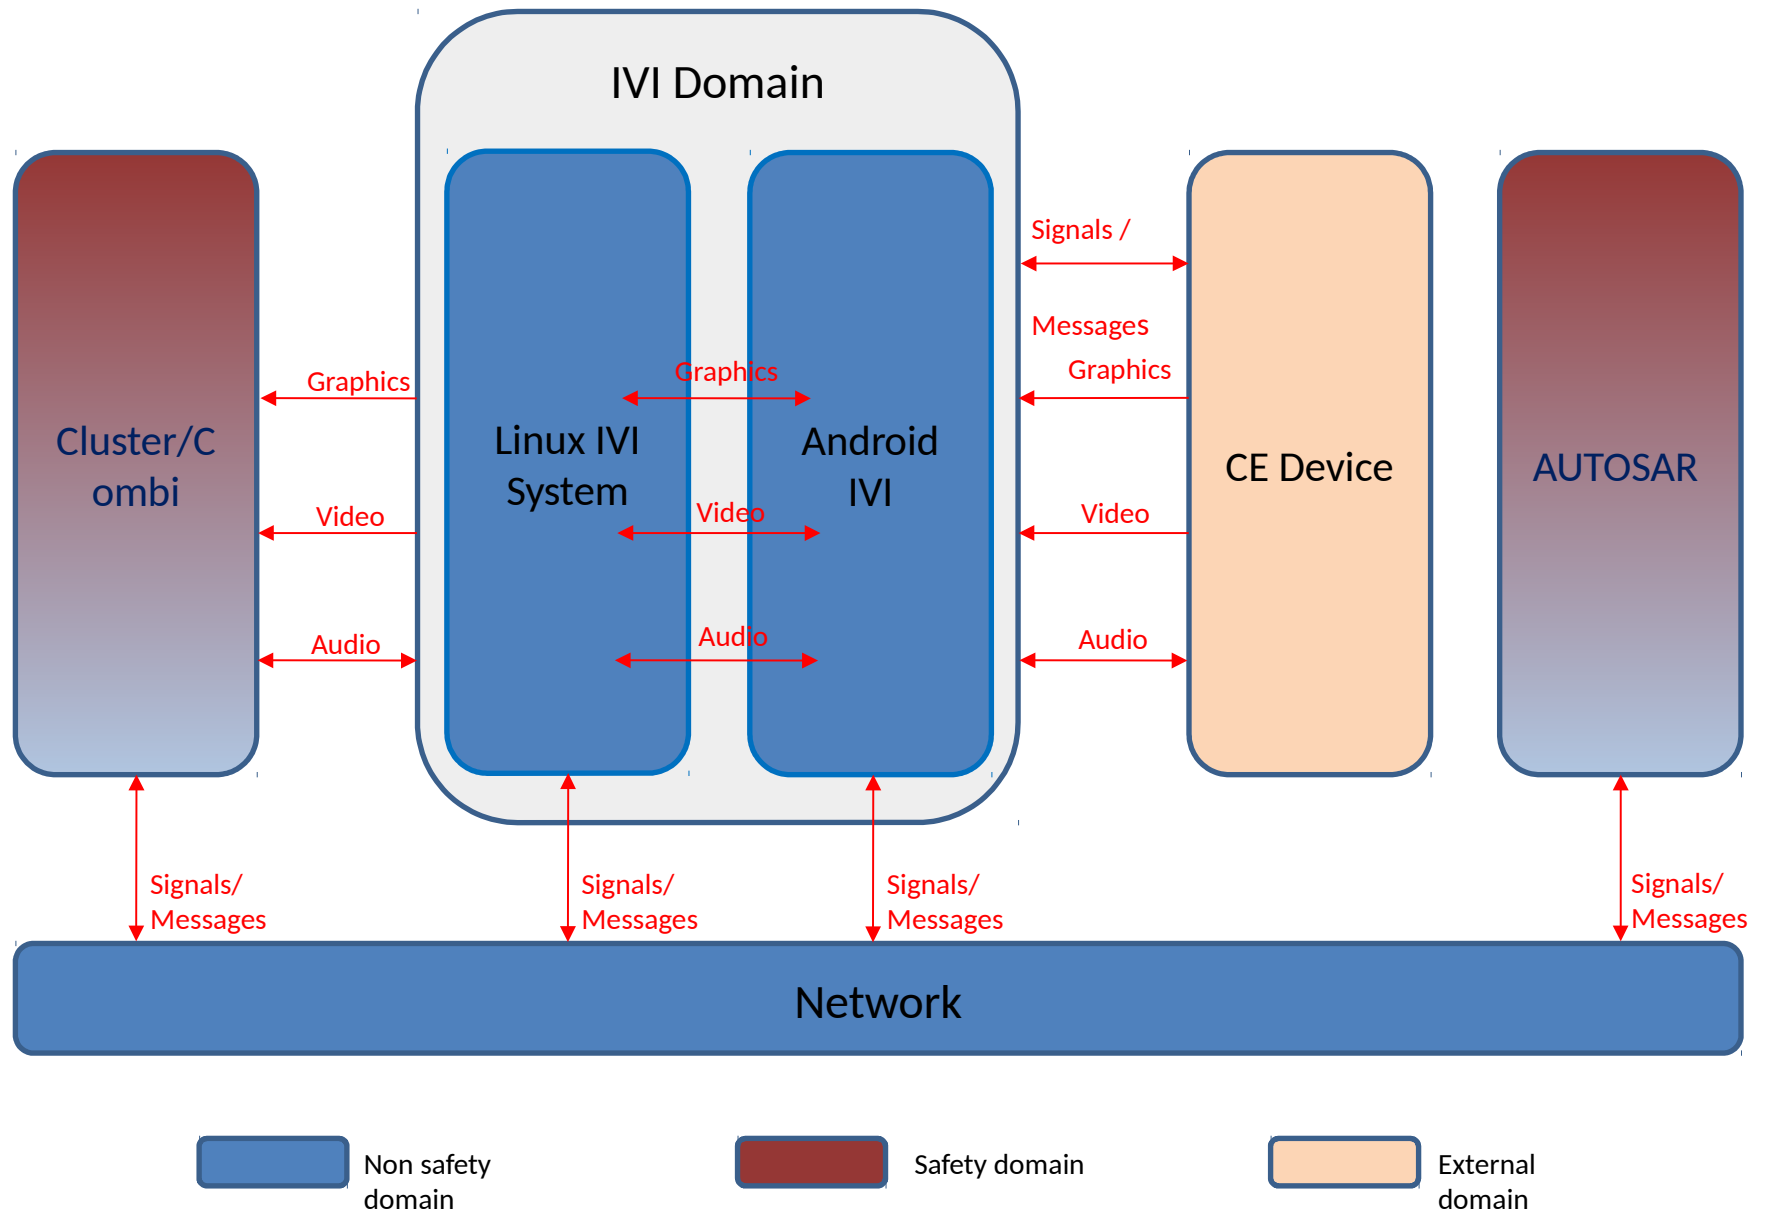 IVI Domain
Cluster/C
ombi
Graphics
Video
Audio
Linux IVI
System
Graphics
Video
Audio
Android
IVI
Signals /
Messages
Graphics
Video
Audio
CE Device
AUTOSAR
Signals/
Messages
Signals/
Messages
Signals/
Messages
Signals/
Messages
Network
Non safety
domain
Safety domain
External
domain